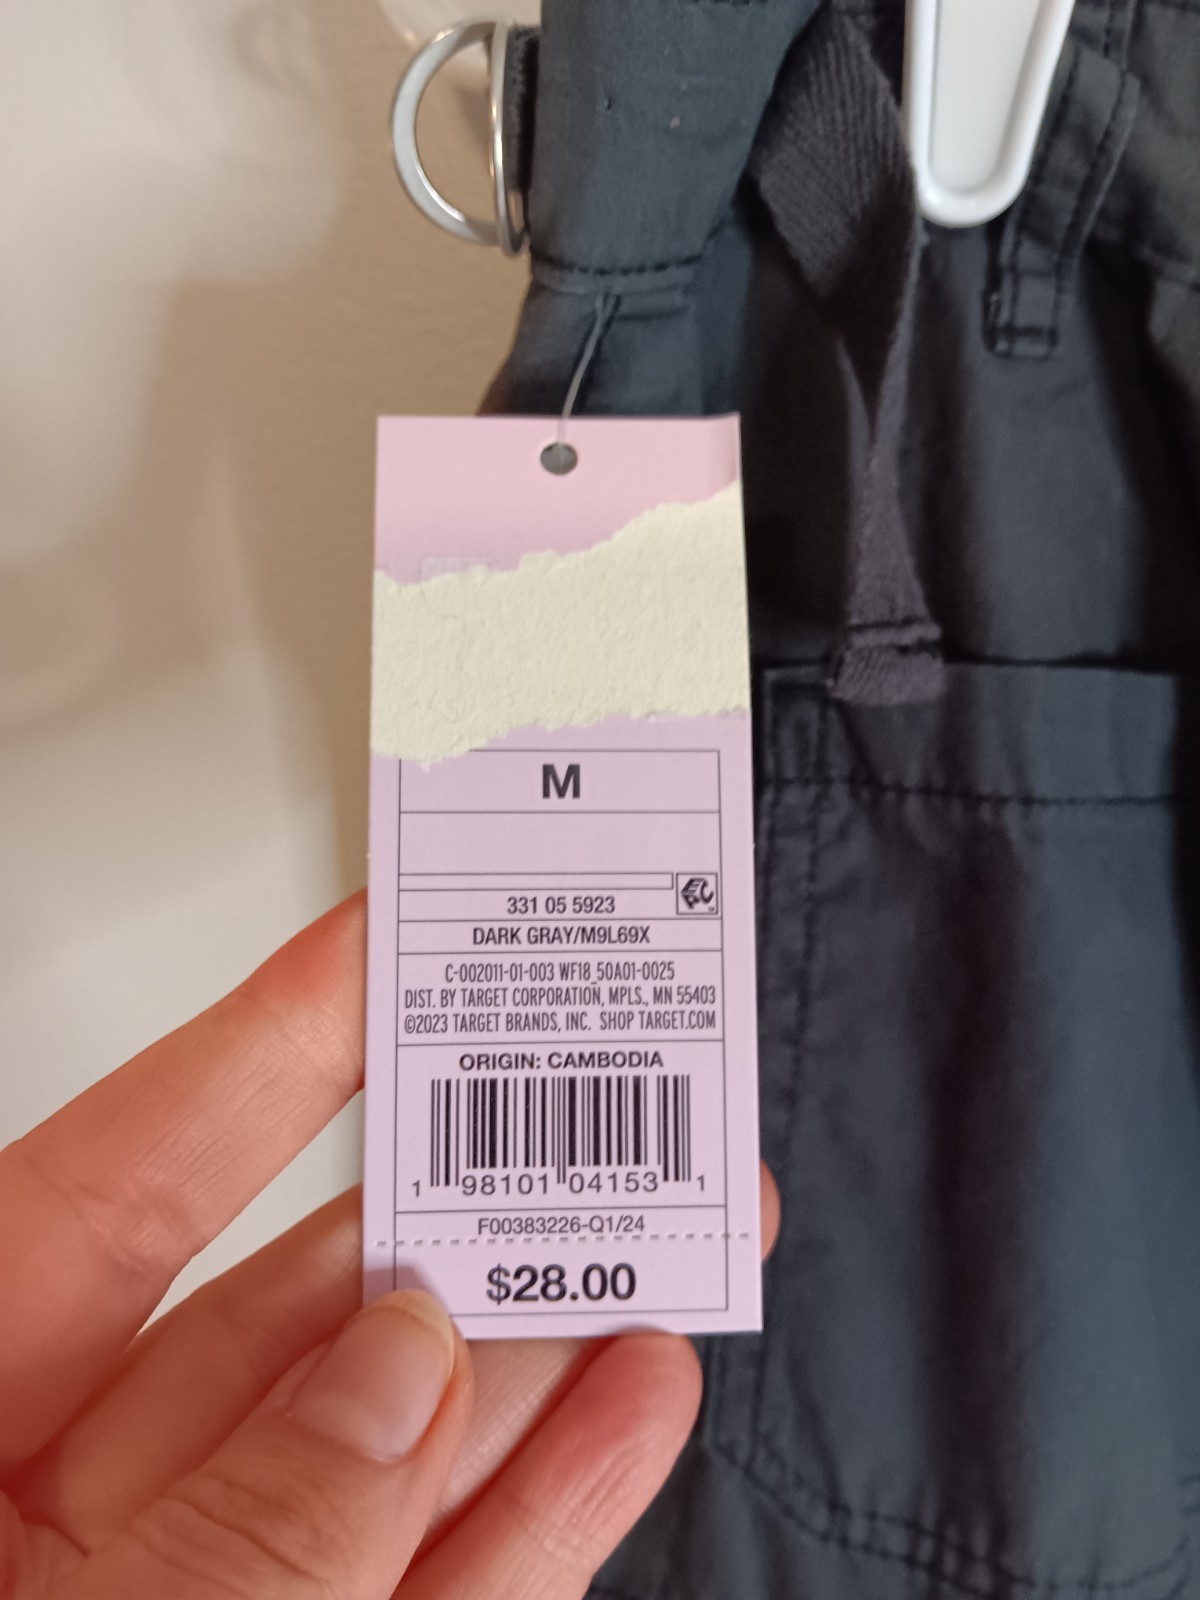 M
EPC
331 05 5923
DARK GRAY/M9L69X
C-002011-01-003 WF18_50A01-0025
DIST. BY TARGET CORPORATION, MPLS., MN 55403
©2023 TARGET BRANDS, INC. SHOP TARGET.COM
ORIGIN: CAMBODIA
1 98101 04153 1
F00383226-Q1/24
$28.00